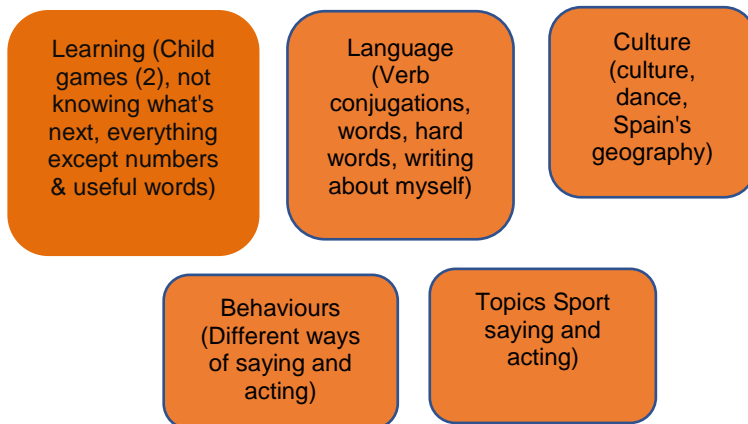 Learning (Child
games (2), not
knowing what's
next, everything
except numbers
& useful words)
Language
(Verb
conjugations,
words, hard
words, writing
about myself)
Culture
(culture,
dance,
Spain's
geography)
Behaviours
(Different ways
of saying and
acting)
Topics Sport
saying and
acting)